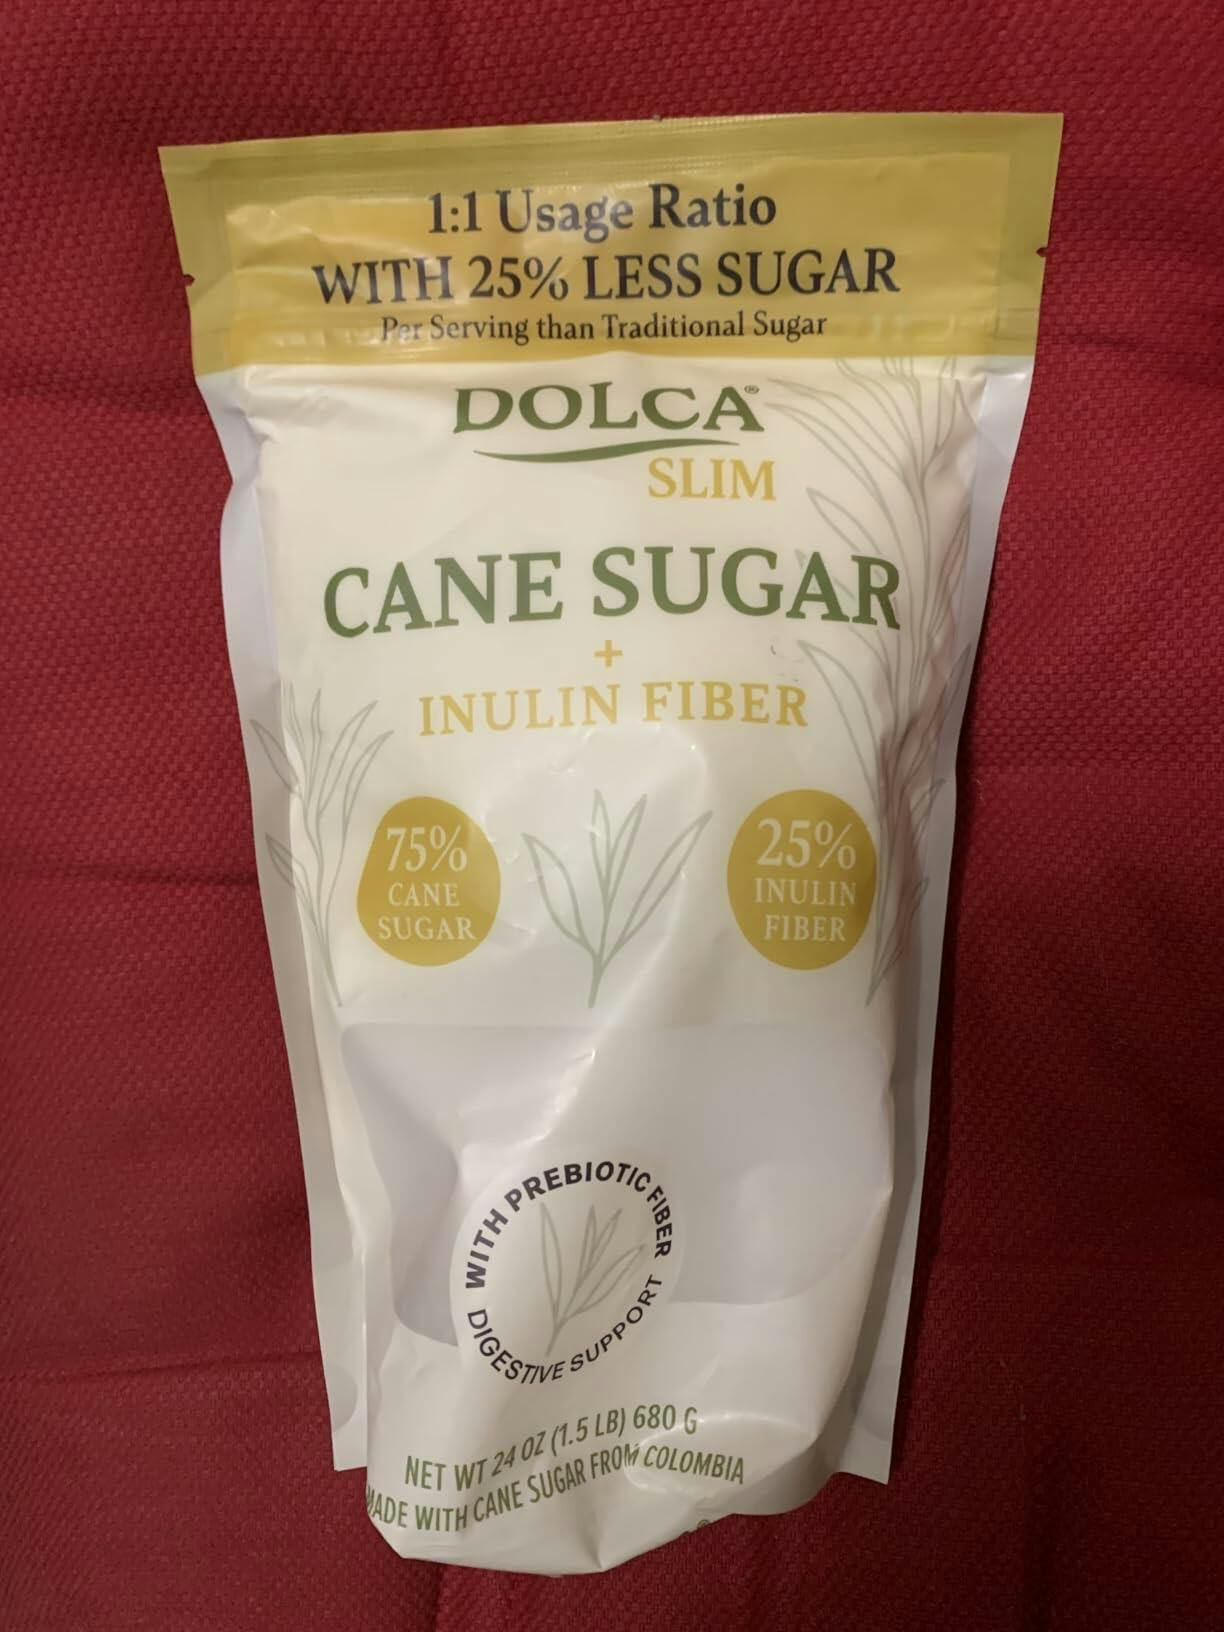 1:1 Usage Ratio
WITH 25% LESS SUGAR
Per Serving than Traditional Sugar
DOLCA®
SLIM
CANE SUGAR
+
INULIN FIBER
75%
CANE
SUGAR
25%
INULIN
FIBER
WITH PREBIOTIC FIBER
DIGESTIVE SUPPORT
NET WT 24 OZ (1.5 LB) 680 G
MADE WITH CANE SUGAR FROM COLOMBIA